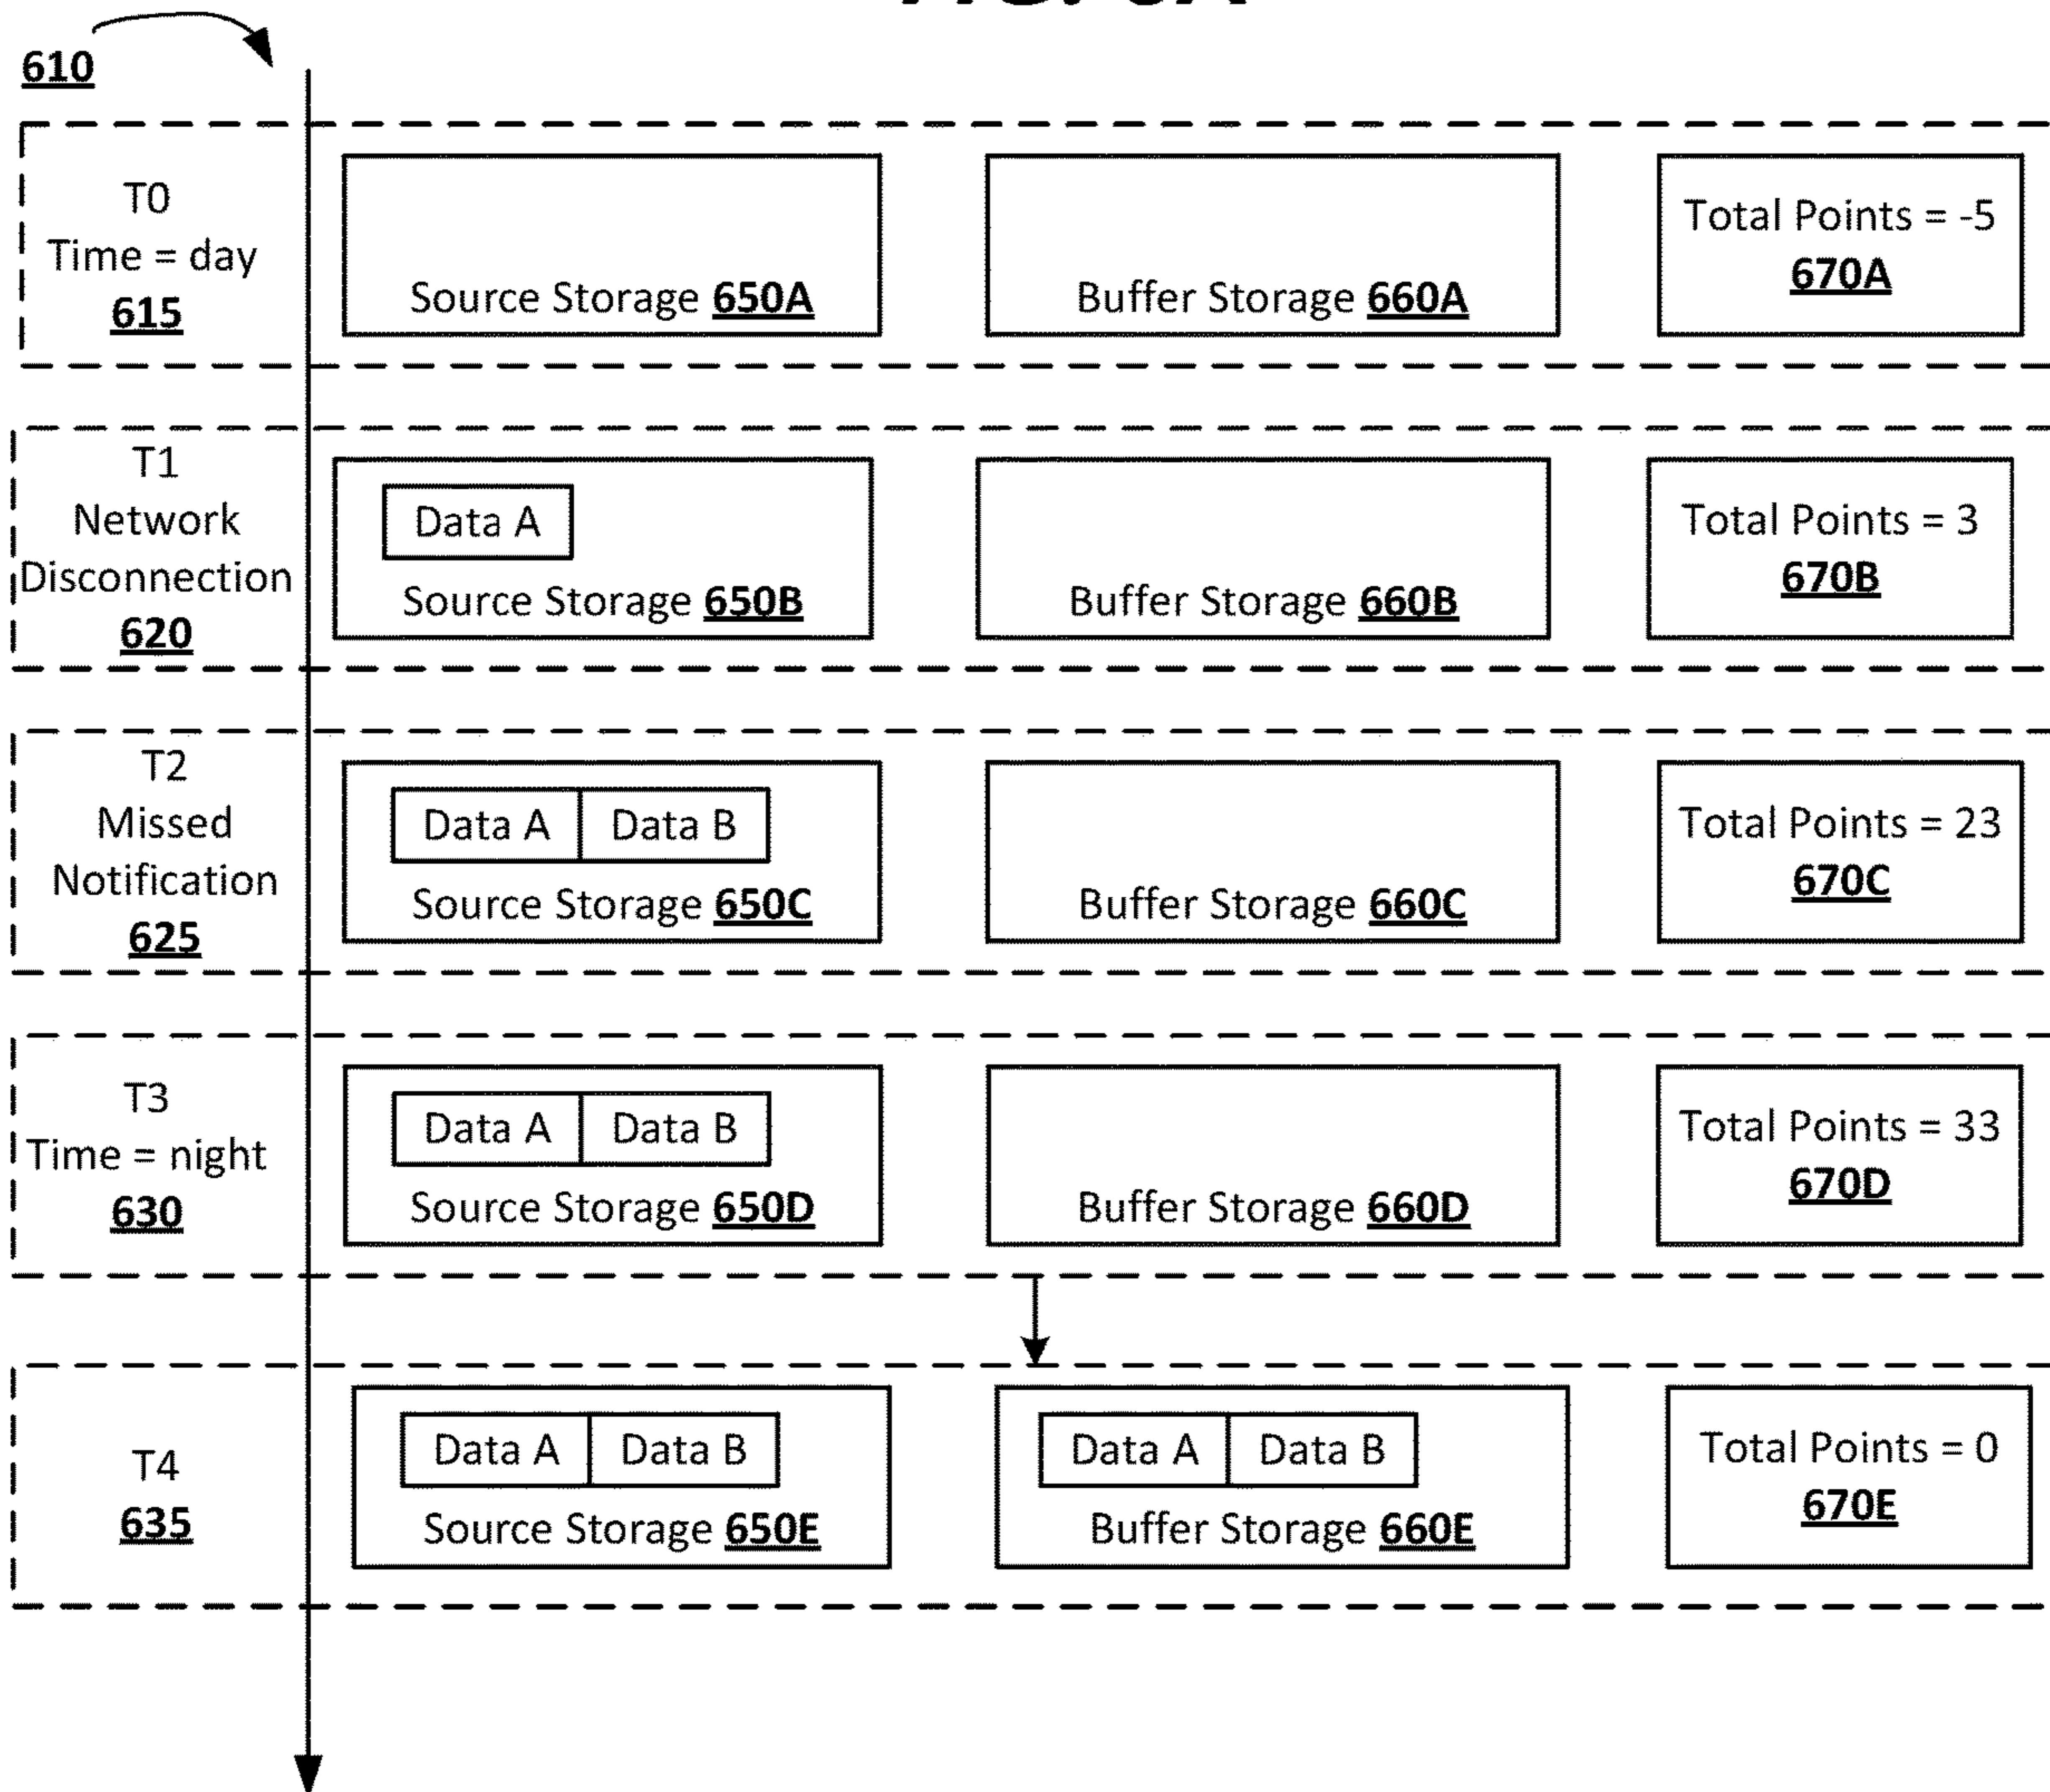 610
T0
Time = day
615
Source Storage 650A
Buffer Storage 660A
Total Points = -5
670A
T1
Network
Disconnection
620
Data A
Source Storage 650B
Buffer Storage 660B
Total Points = 3
670B
T2
Missed
Notification
625
Data A Data B
Source Storage 650C
Buffer Storage 660C
Total Points = 23
670C
T3
Time = night
630
Data A Data B
Source Storage 650D
Buffer Storage 660D
Total Points = 33
670D
T4
635
Data A Data B
Source Storage 650E
Data A Data B
Buffer Storage 660E
Total Points = 0
670E